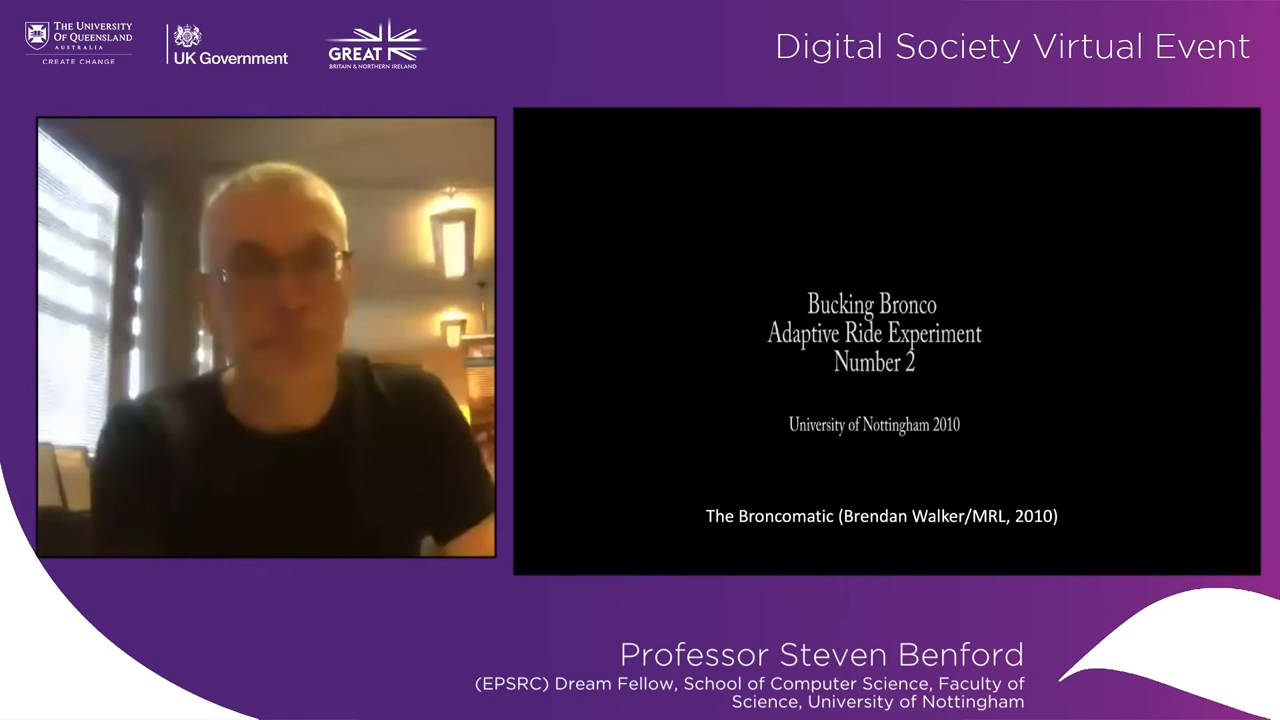 THE UNIVERSITY
OF QUEENSLAND
AUSTRALIA
CREATE CHANGE
UK Government
GREAT
BRITAIN & NORTHERN IRELAND
Digital Society Virtual Event
Bucking Bronco
Adaptive Ride Experiment
Number 2
University of Nottingham 2010
The Broncomatic (Brendan Walker/MRL, 2010)
Professor Steven Benford
(EPSRC) Dream Fellow, School of Computer Science, Faculty of
Science, University of Nottingham